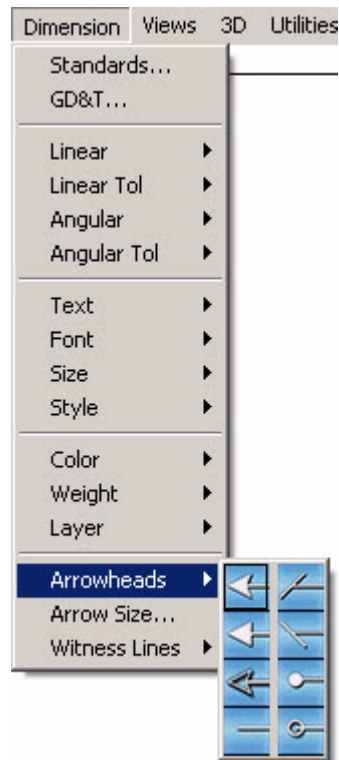 Dimension Views 3D Utilities
Standards...
GD&T...
Linear
Linear Tol
Angular
Angular Tol
Text
Font
Size
Style
Color
Weight
Layer
Arrowheads
Arrow Size...
Witness Lines